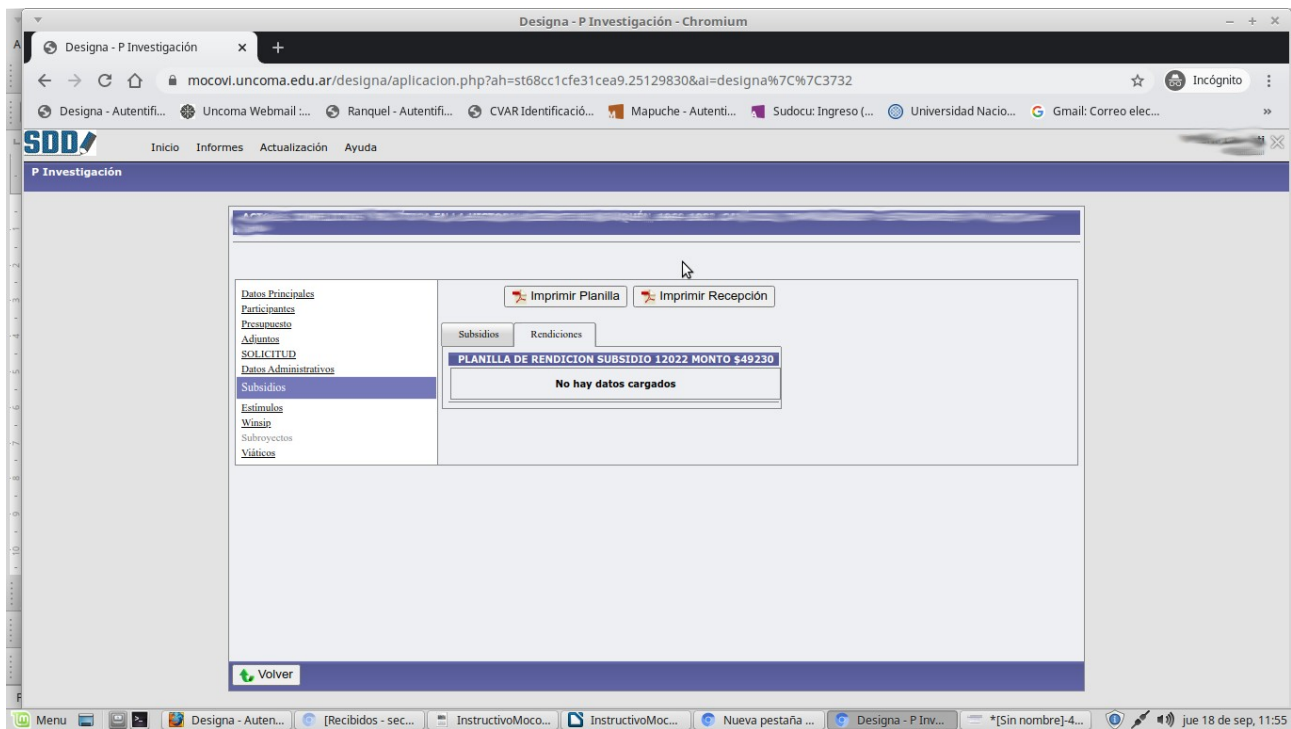 Designa - P Investigación - Chromium
Designa - P Investigación
mocovi.uncoma.edu.ar/designa/aplicacion.php?ah=st68cc1cfe31cea9.25129830&ai=designa%7C%7C3732
Incógnito
Designa - Autentifi... Uncoma Webmail :... Ranquel - Autentifi... CVAR Identificació... Mapuche - Autenti... Sudocu: Ingreso (... Universidad Nacio... Gmail: Correo elec... »
SDD Inicio Informes Actualización Ayuda
P Investigación
Imprimir Planilla Imprimir Recepción
Datos Principales
Participantes
Presupuesto
Adjuntos
SOLICITUD
Datos Administrativos
Subsidios
Estímulos
Winsip
Subroyectos
Viáticos
Subsidios Rendiciones
PLANILLA DE RENDICION SUBSIDIO 12022 MONTO $49230
No hay datos cargados
Volver
Menu Designa - Auten... [Recibidos - sec... InstructivoMoco... InstructivoMoc... Nueva pestaña ... Designa - P Inv... *[Sin nombre]-4... jue 18 de sep, 11:55